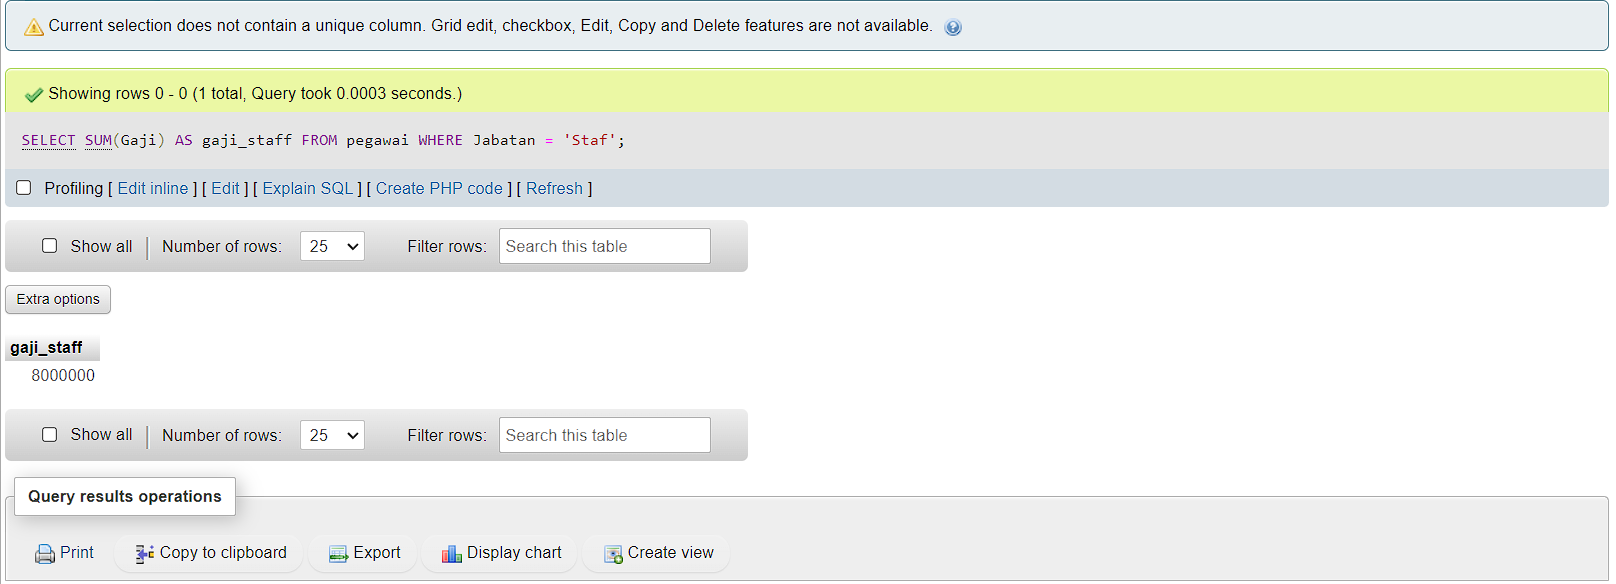 Current selection does not contain a unique column. Grid edit, checkbox, Edit, Copy and Delete features are not available.
Showing rows 0 - 0 (1 total, Query took 0.0003 seconds.)
SELECT SUM(Gaji) AS gaji_staff FROM pegawai WHERE Jabatan = 'Staf';
Profiling [ Edit inline ] [ Edit ] [ Explain SQL ] [ Create PHP code ] [ Refresh ]
Show all | Number of rows: 25 Filter rows: Search this table
Extra options
gaji_staff
8000000
Show all | Number of rows: 25 Filter rows: Search this table
Query results operations
Print Copy to clipboard Export Display chart Create view